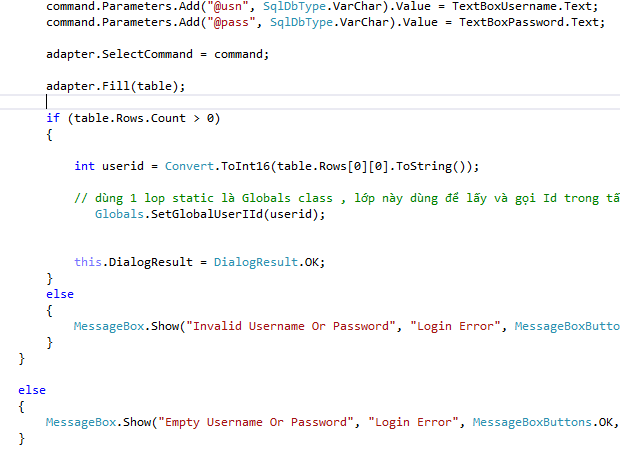 command.Parameters.Add("@usn", SqlDbType.VarChar).Value = TextBoxUsername.Text;
command.Parameters.Add("@pass", SqlDbType.VarChar).Value = TextBoxPassword.Text;
adapter.SelectCommand = command;
adapter.Fill(table);
if (table.Rows.Count > 0)
{
int userid = Convert.ToInt16(table.Rows[0][0].ToString());
// dùng 1 lop static là Globals class , lớp này dùng để lấy và gọi Id trong tấ
Globals.SetGlobalUserIId(userid);
this.DialogResult = DialogResult.OK;
}
else
{
MessageBox.Show("Invalid Username Or Password", "Login Error", MessageBoxButto
}
}
else
{
MessageBox.Show("Empty Username Or Password", "Login Error", MessageBoxButtons.OK,
}